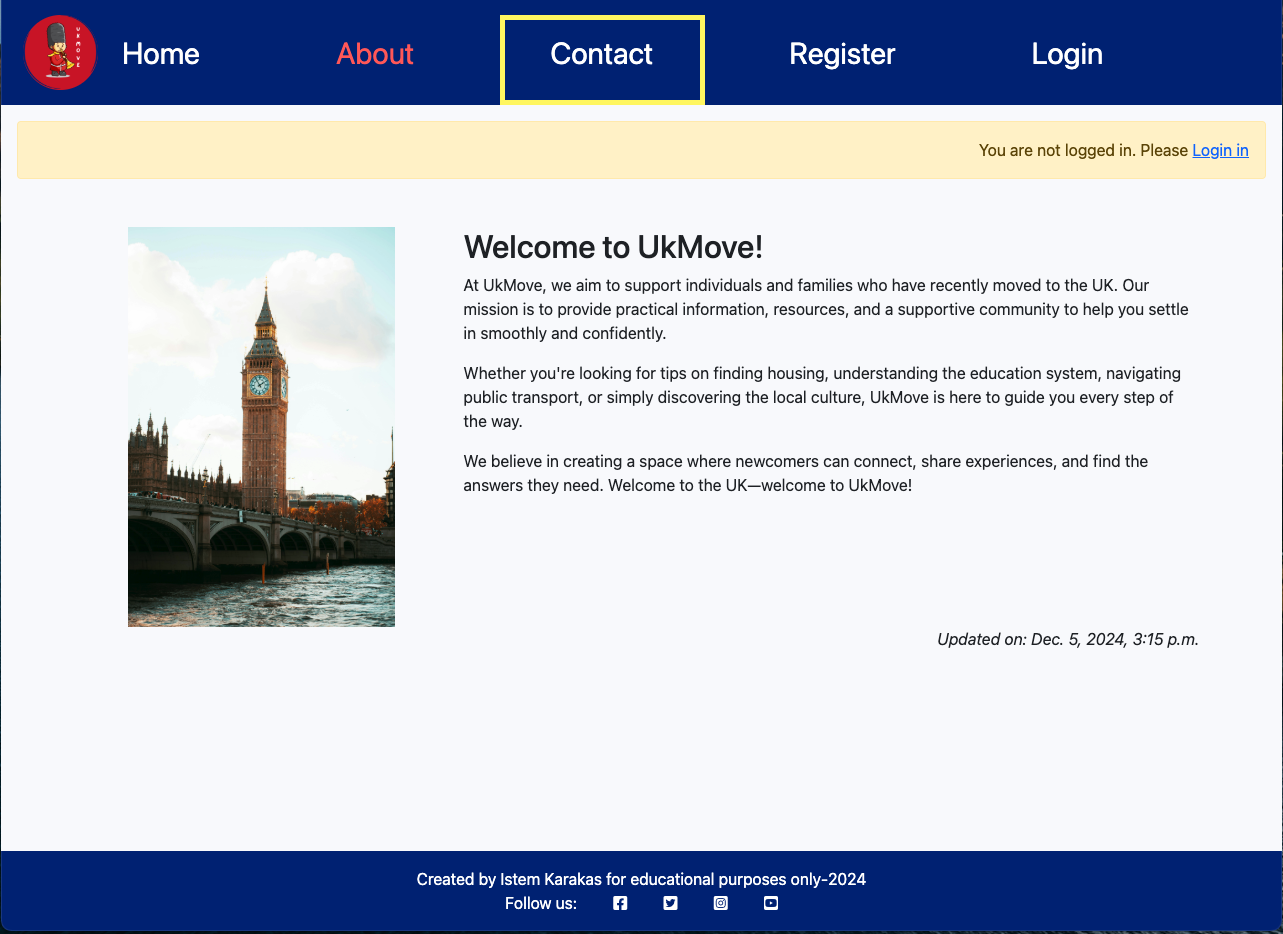 UKMOVE
Home About Contact Register Login
You are not logged in. Please Login in
Welcome to UkMove!
At UkMove, we aim to support individuals and families who have recently moved to the UK. Our
mission is to provide practical information, resources, and a supportive community to help you settle
in smoothly and confidently.
Whether you're looking for tips on finding housing, understanding the education system, navigating
public transport, or simply discovering the local culture, UkMove is here to guide you every step of
the way.
We believe in creating a space where newcomers can connect, share experiences, and find the
answers they need. Welcome to the UK—welcome to UkMove!
Updated on: Dec. 5, 2024, 3:15 p.m.
Created by Istem Karakas for educational purposes only-2024
Follow us: